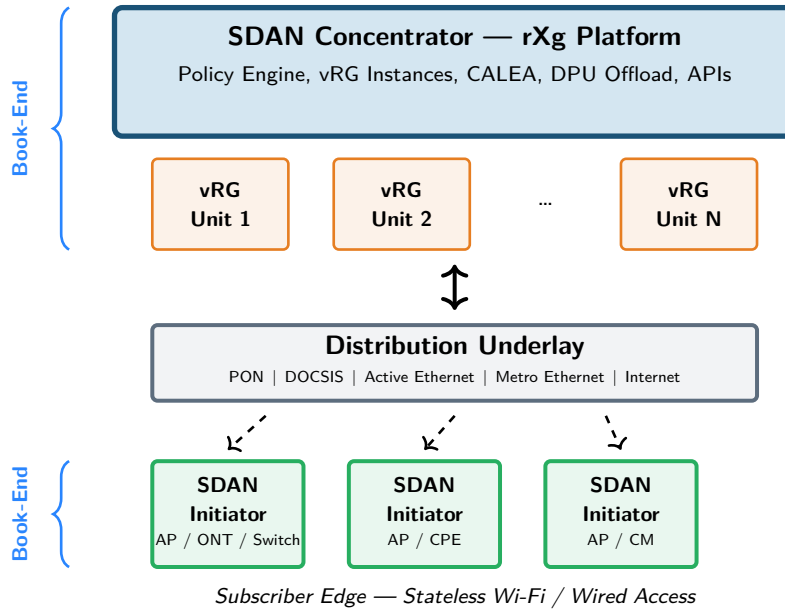 SDAN Concentrator — rXg Platform
Policy Engine, vRG Instances, CALEA, DPU Offload, APIs
Book-End
vRG
Unit 1
vRG
Unit 2
...
vRG
Unit N
Distribution Underlay
PON | DOCSIS | Active Ethernet | Metro Ethernet | Internet
Book-End
SDAN
Initiator
AP / ONT / Switch
SDAN
Initiator
AP / CPE
SDAN
Initiator
AP / CM
Subscriber Edge — Stateless Wi-Fi / Wired Access